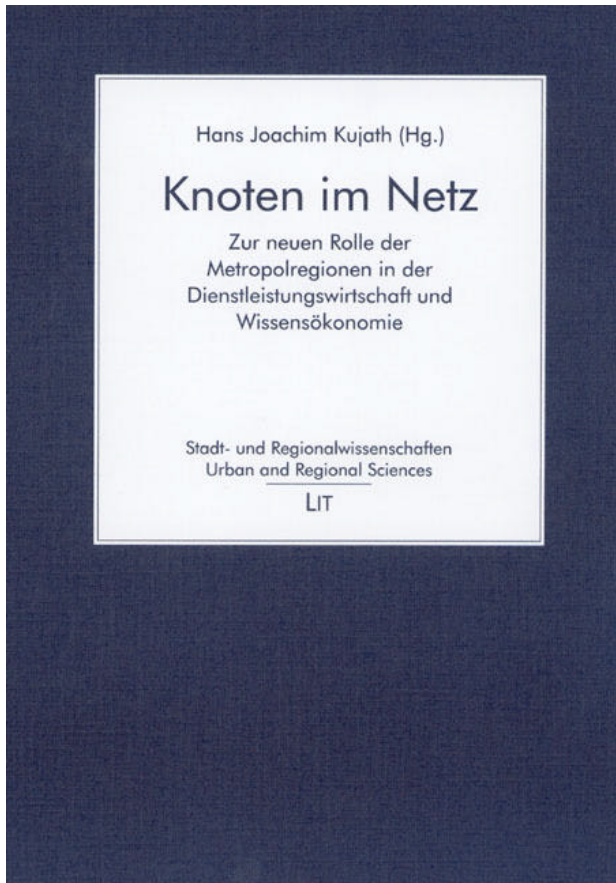 Hans Joachim Kujath (Hg.)
Knoten im Netz
Zur neuen Rolle der
Metropolregionen in der
Dienstleistungswirtschaft und
Wissensökonomie
Stadt- und Regionalwissenschaften
Urban and Regional Sciences
LIT